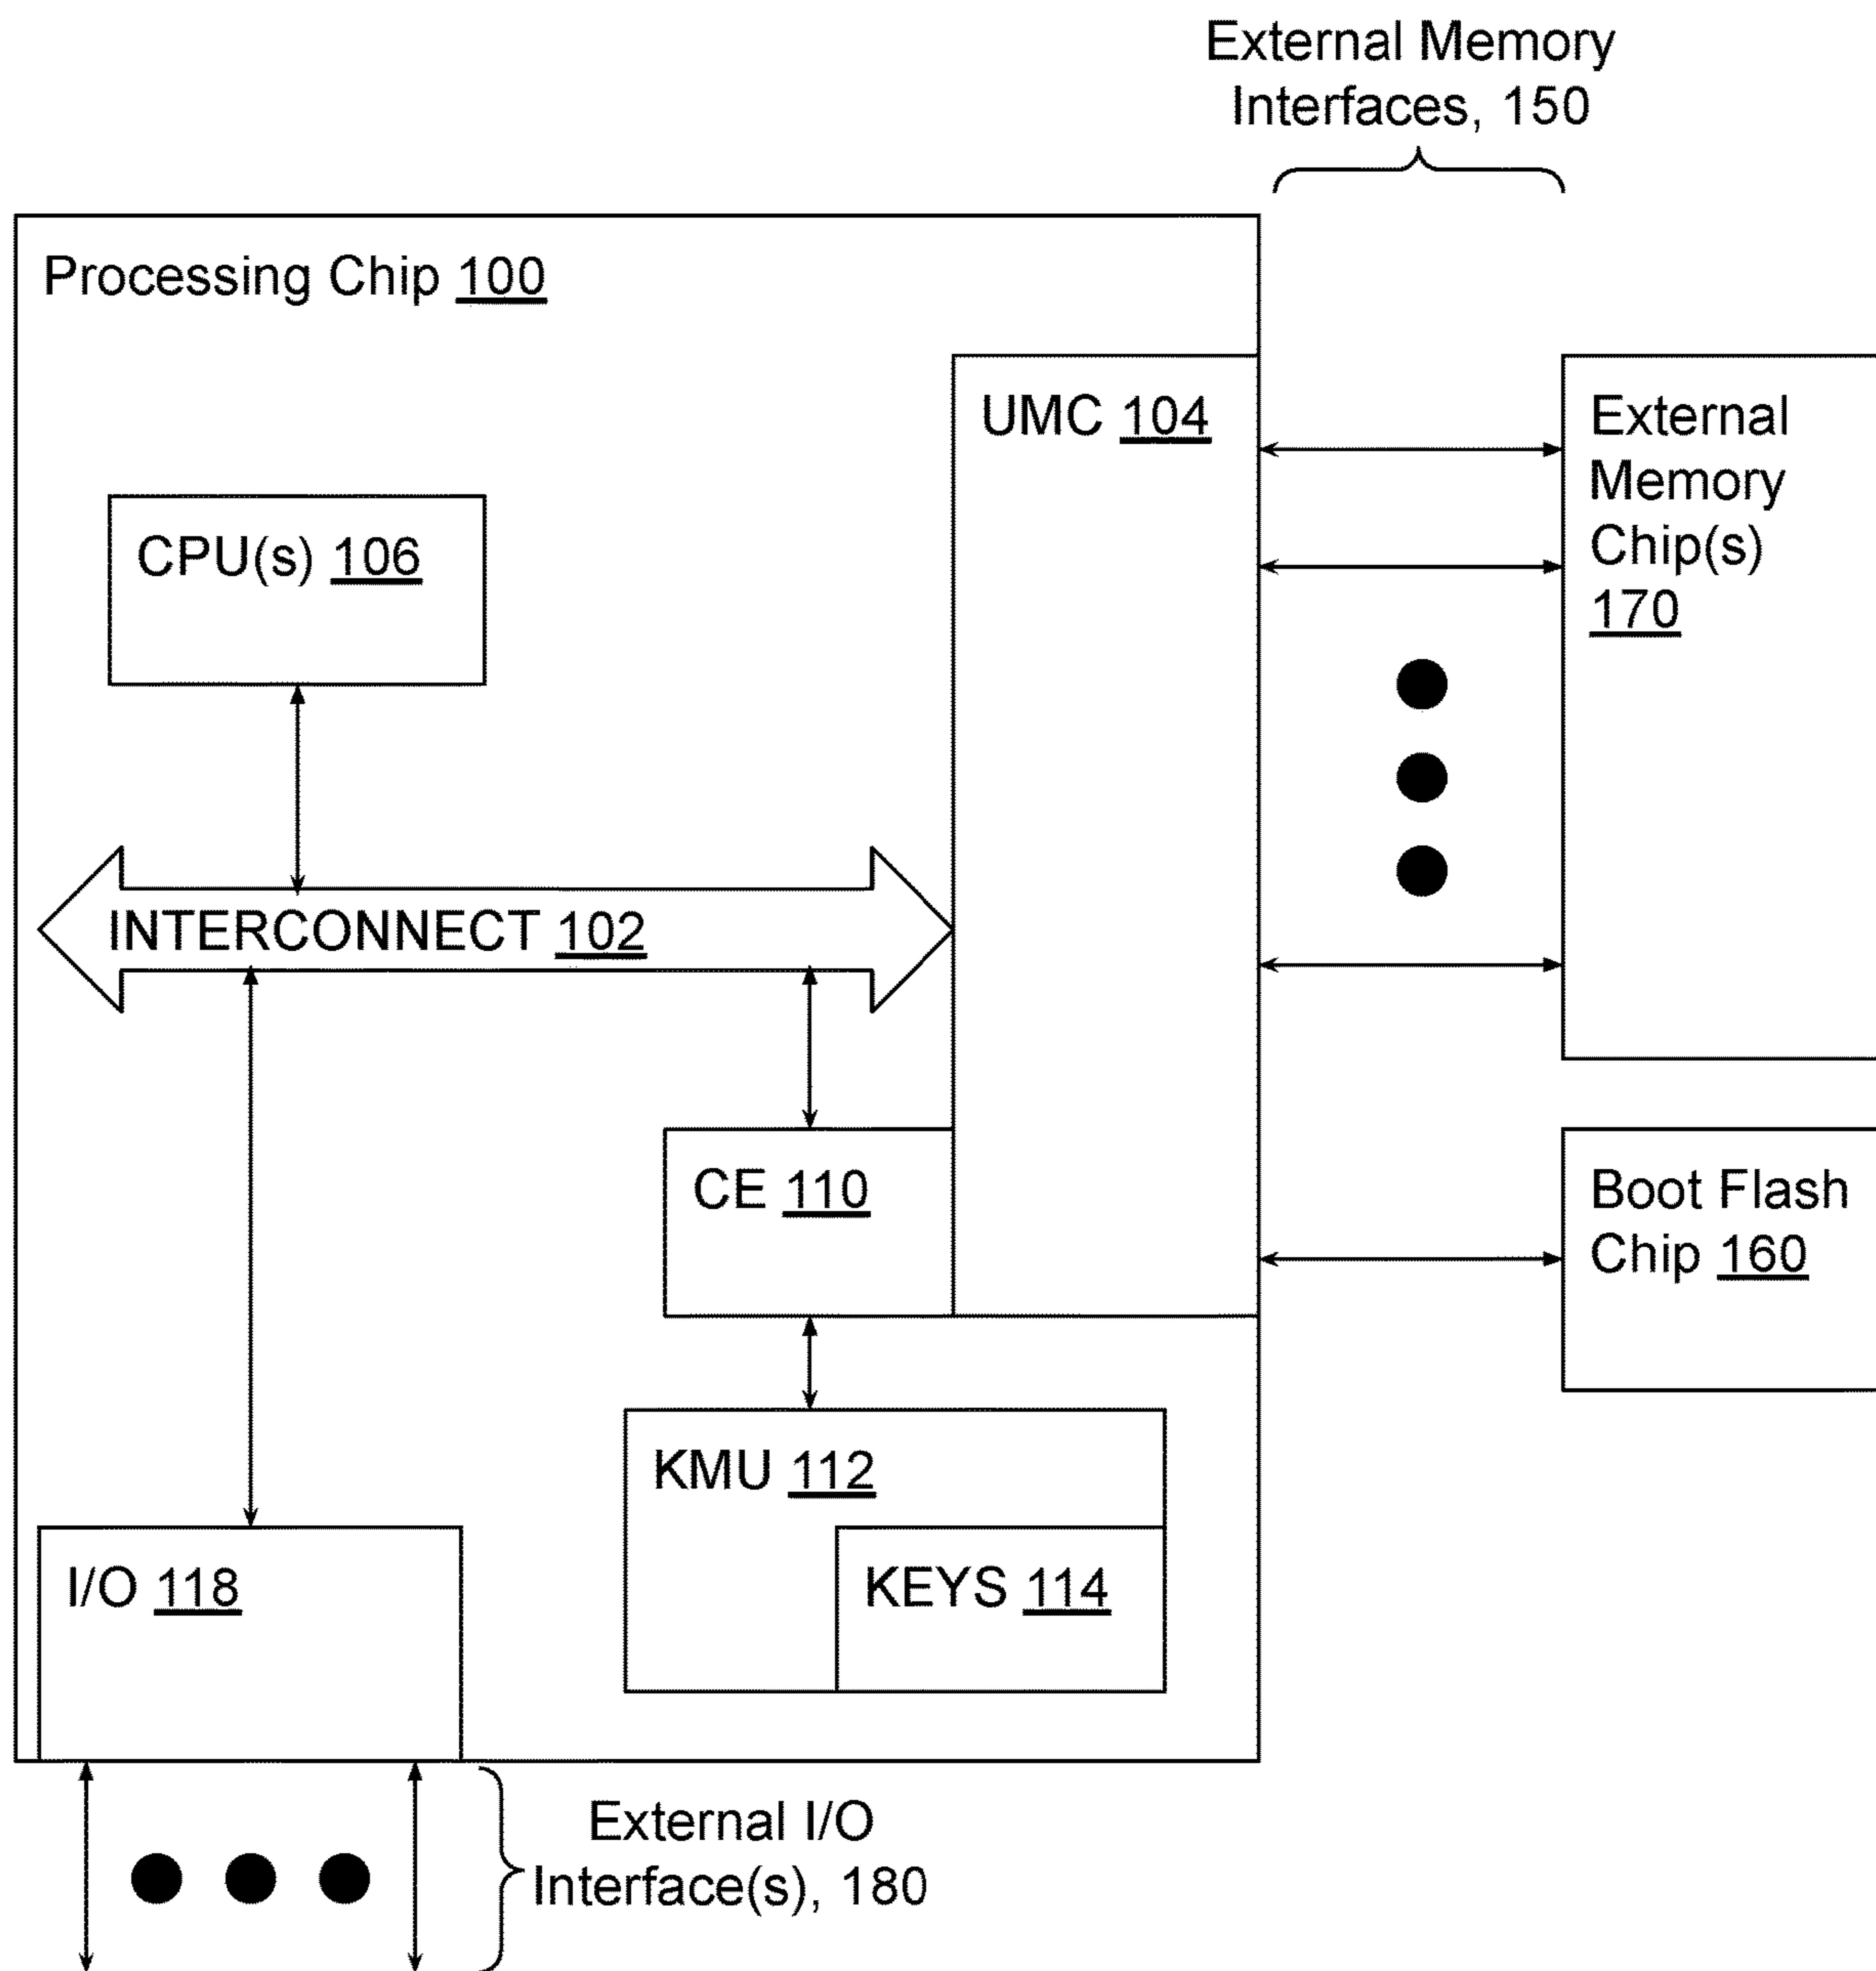 External Memory
Interfaces, 150
Processing Chip 100
UMC 104
External
Memory
Chip(s)
170
CPU(s) 106
INTERCONNECT 102
CE 110
Boot Flash
Chip 160
KMU 112
I/O 118
KEYS 114
External I/O
Interface(s), 180